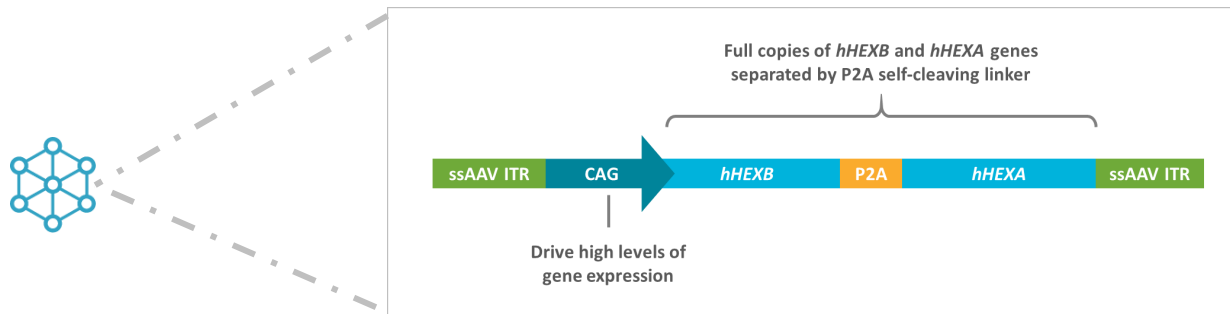 Full copies of hHEXB and hHEXA genes
separated by P2A self-cleaving linker
ssAAV ITR CAG hHEXB P2A hHEXA ssAAV ITR
Drive high levels of
gene expression